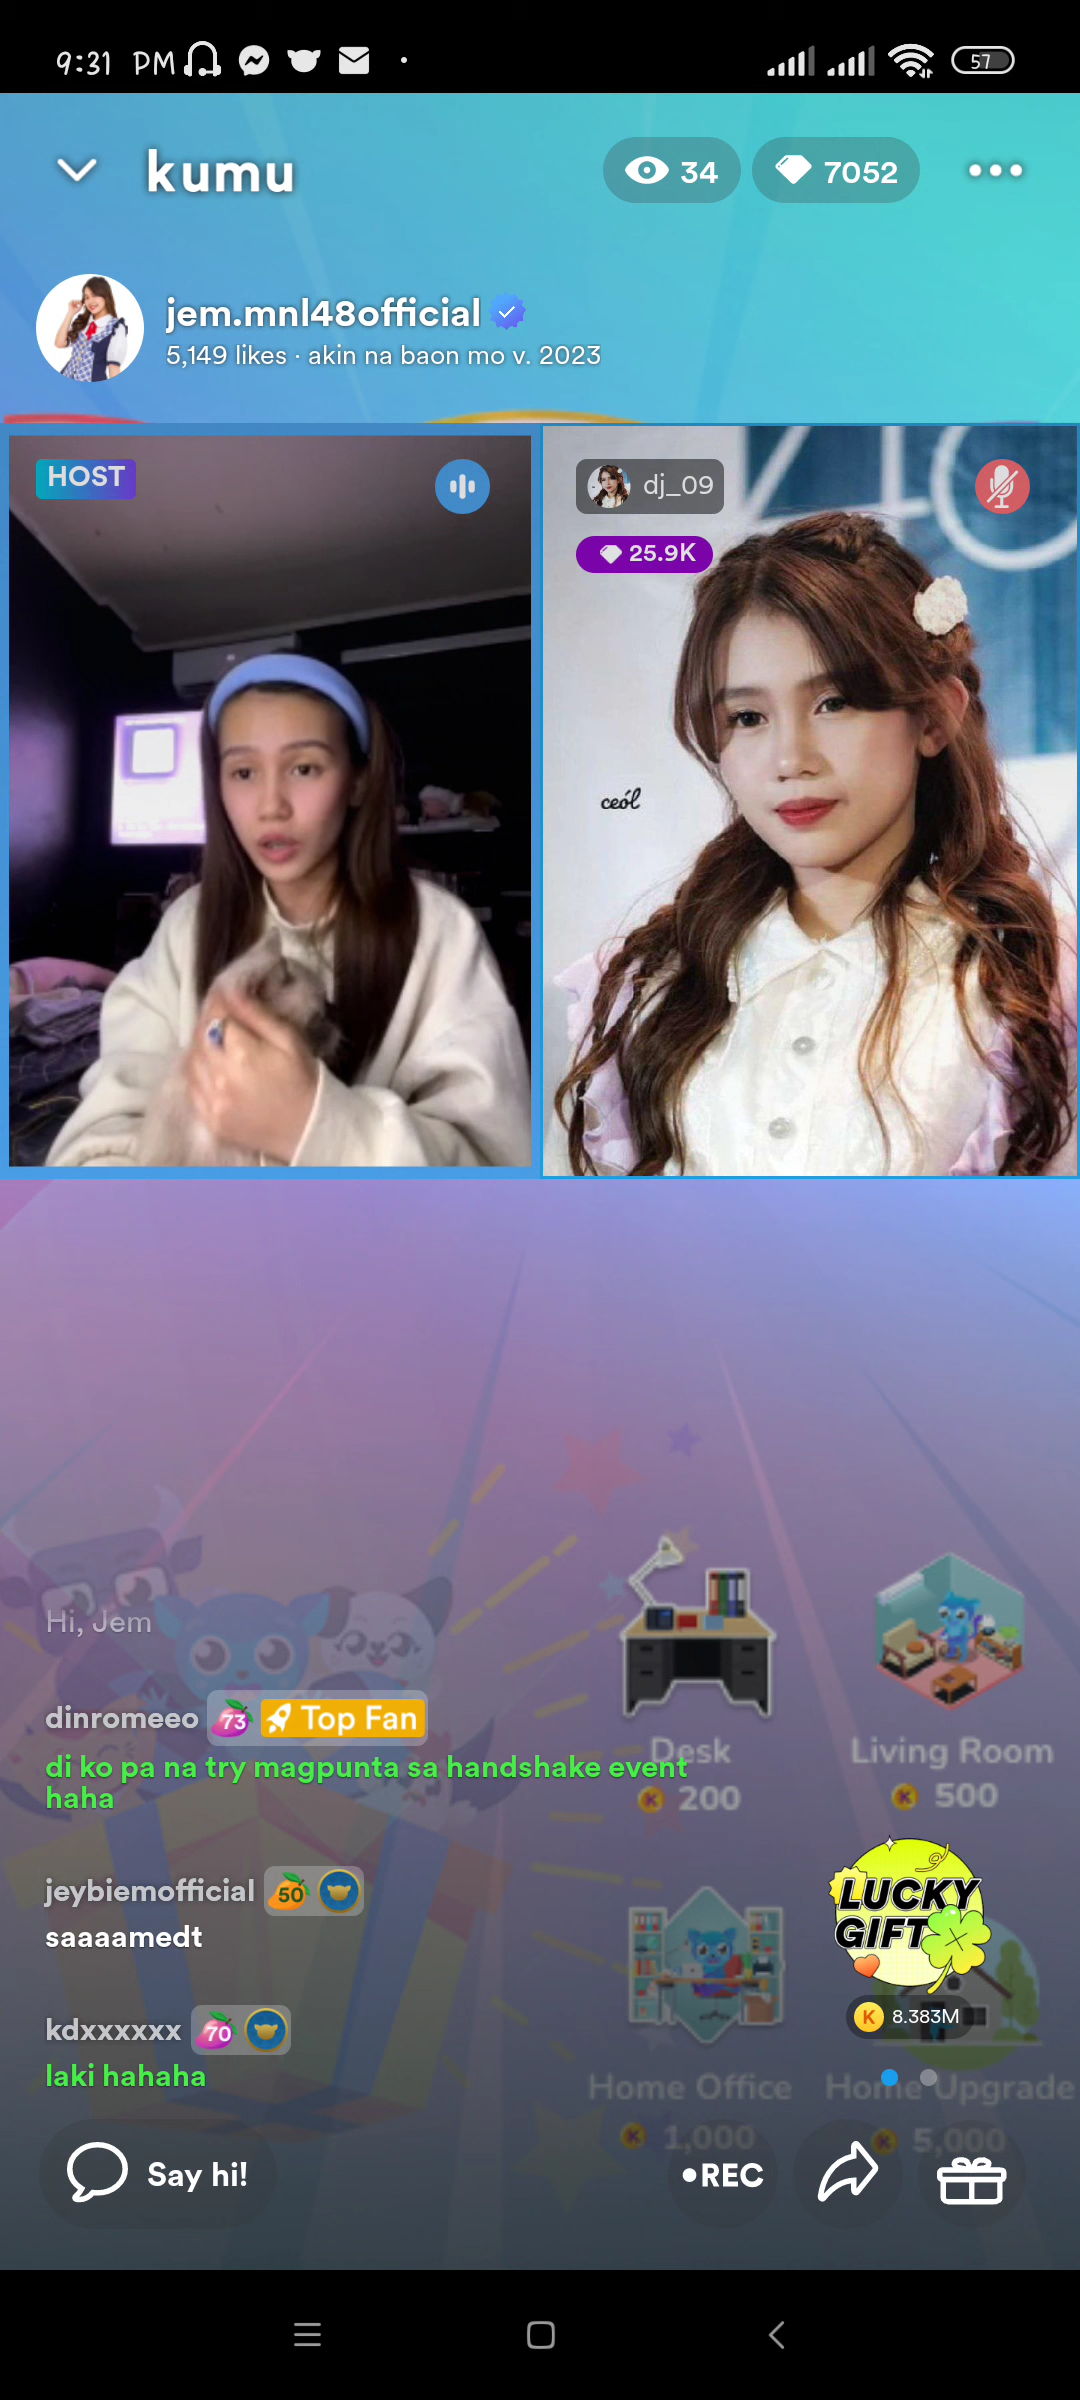 9:31 PM
57
kumu
34
7052
jem.mnl48official
5,149 likes · akin na baon mo v. 2023
HOST
dj_09
25.9K
ceól
Hi, Jem
dinromeeo 73 Top Fan
di ko pa na try magpunta sa handshake event
haha
jeybiemofficial 50
saaaamedt
kdxxxxxx 70
laki hahaha
Desk
200
Living Room
500
LUCKY
GIFT
K 8.383M
Home Office
1,000
Home Upgrade
5,000
Say hi!
REC